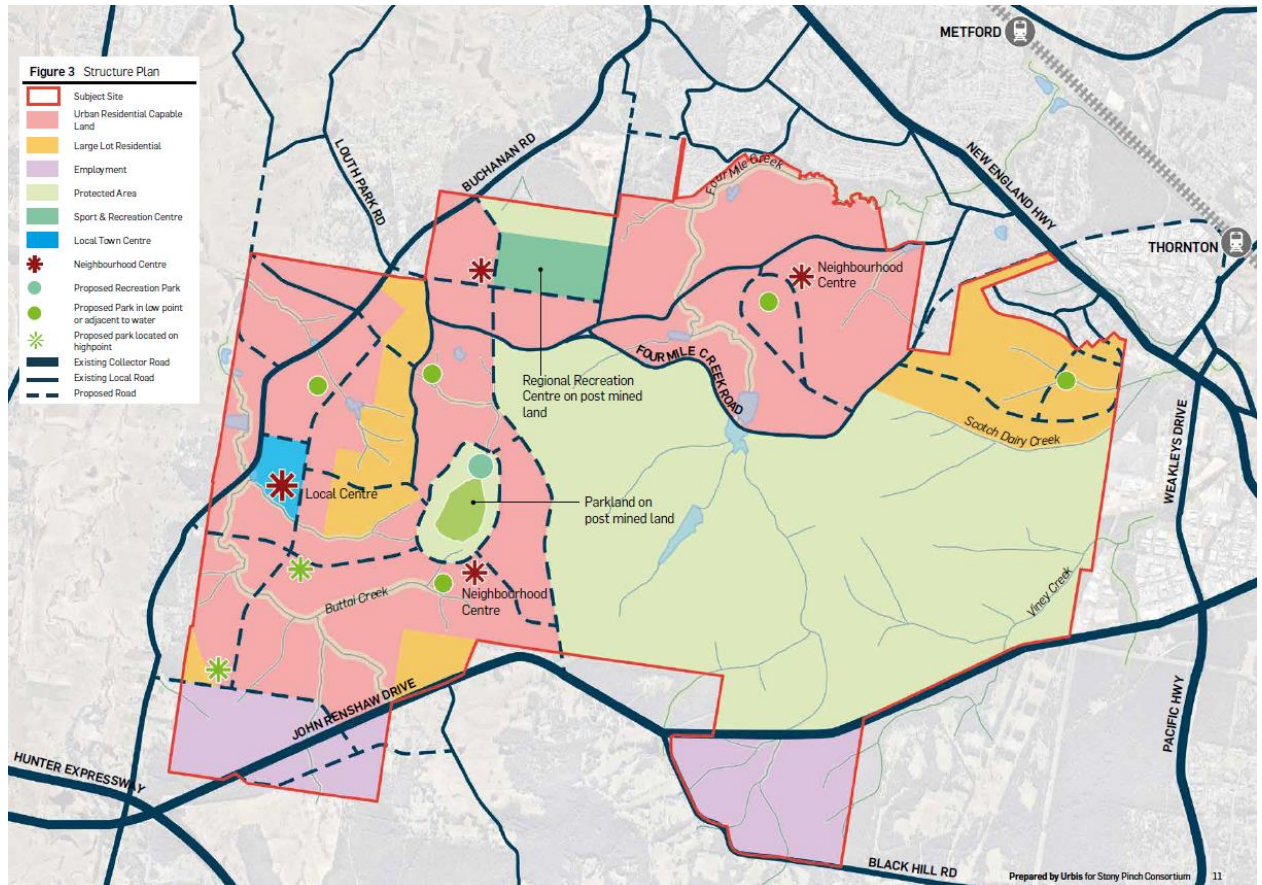 METFORD
Figure 3 Structure Plan
Subject Site
Urban Residential Capable
Land
Large Lot Residential
Employment
Protected Area
Sport & Recreation Centre
Local Town Centre
Neighbourhood Centre
Proposed Recreation Park
Proposed Park in low point
or adjacent to water
Proposed park located on
highpoint
Existing Collector Road
Existing Local Road
Proposed Road
LOUTH PARK RD
BUCHANAN RD
Four Mile Creek
NEW ENGLAND HWY
THORNTON
Neighbourhood
Centre
FOUR MILE CREEK ROAD
Regional Recreation
Centre on post mined
land
Scotch Dairy Creek
WEAKLEYS DRIVE
Local Centre
Parkland on
post mined land
Buttai Creek
Neighbourhood
Centre
Viney Creek
JOHN RENSHAW DRIVE
PACIFIC HWY
HUNTER EXPRESSWAY
BLACK HILL RD
Prepared by Urbis for Stony Pinch Consortium 11